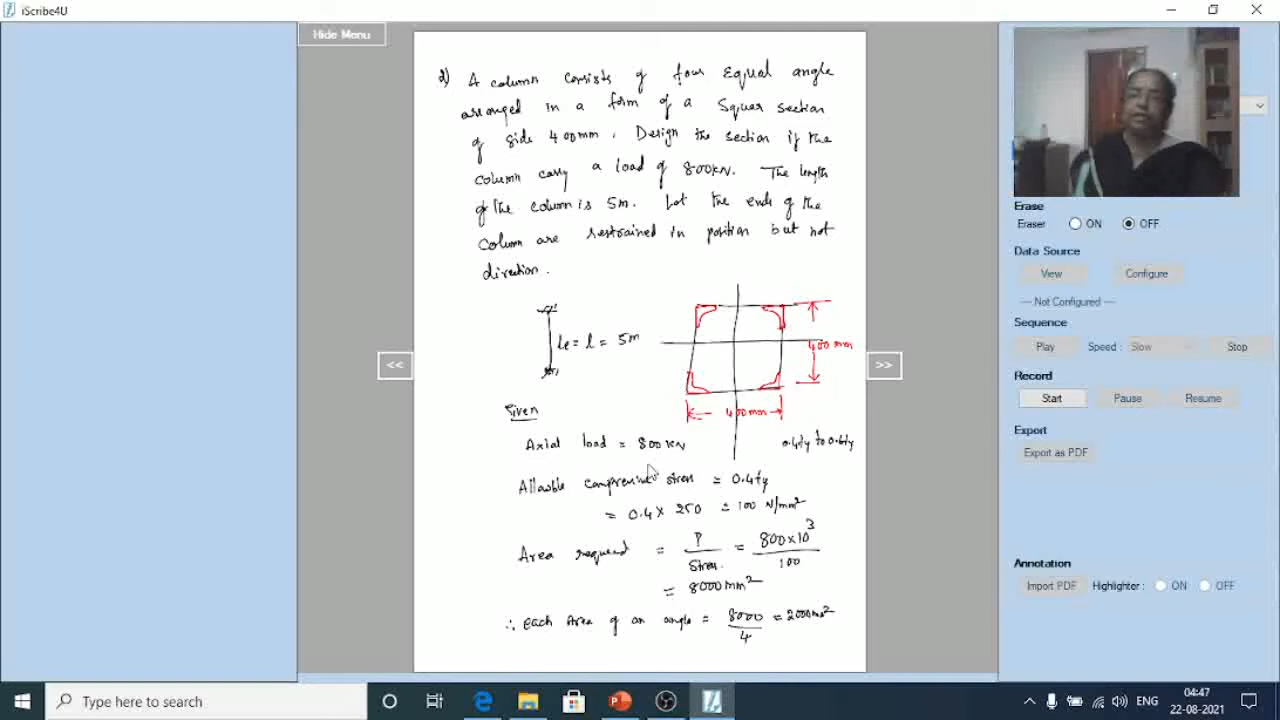 iScribe4U
Hide Menu
2) A column consists of four Equal angle
arranged in a form of a Squar section
of side 400mm. Design the section if the
column carry a load of 800kN. The length
of the column is 5m. Let the ends of the
column are restrained in position but not
direction.
le = l = 5m
400 mm
400 mm
Given
Axial load = 800 kN
0.4fy to 0.6fy
Allowable compressive stress = 0.4fy
= 0.4 x 250 = 100 N/mm²
Area required = P / Stress = 800x10³ / 100
= 8000 mm²
∴ Each Area of an angle = 8000 / 4 = 2000mm²
<<
>>
Erase
Eraser ON OFF
Data Source
View Configure
--- Not Configured ---
Sequence
Play Speed : Slow Stop
Record
Start Pause Resume
Export
Export as PDF
Annotation
Import PDF Highlighter : ON OFF
Type here to search
ENG
04:47
22-08-2021